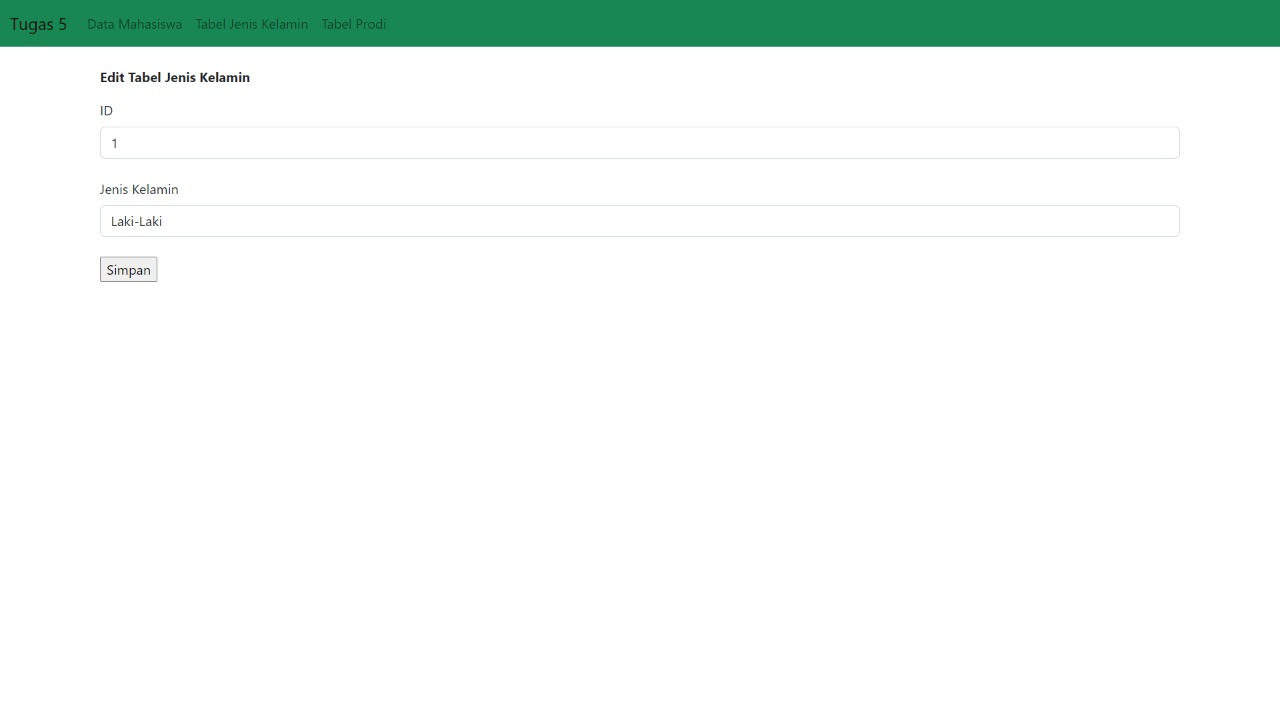 Tugas 5 Data Mahasiswa Tabel Jenis Kelamin Tabel Prodi
Edit Tabel Jenis Kelamin
ID
1
Jenis Kelamin
Laki-Laki
Simpan